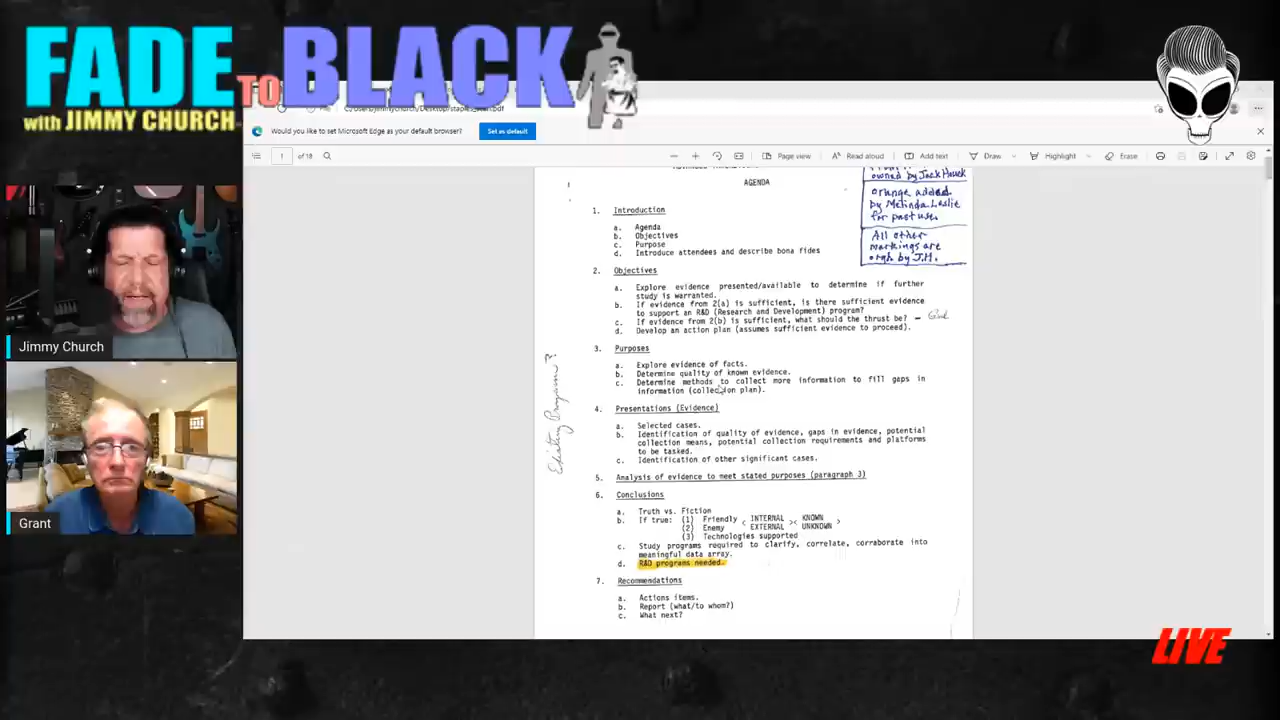 FADE TO BLACK
with JIMMY CHURCH
Would you like to set Microsoft Edge as your default browser?
Set as default
1 of 18
Page view
Read aloud
Add text
Draw
Highlight
Erase
owned by Jack Houck
orange added
by Melinda Leslie
for past use.
All other
markings are
orig. by J.H.
AGENDA
1. Introduction
a. Agenda
b. Objectives
c. Purpose
d. Introduce attendees and describe bona fides
2. Objectives
a. Explore evidence presented/available to determine if further
study is warranted.
b. If evidence from 2(a) is sufficient, is there sufficient evidence
to support an R&D (Research and Development) program?
c. If evidence from 2(b) is sufficient, what should the thrust be? - Goal
d. Develop an action plan (assumes sufficient evidence to proceed).
3. Purposes
a. Explore evidence of facts.
b. Determine quality of known evidence.
c. Determine methods to collect more information to fill gaps in
information (collection plan).
Existing Programs?
4. Presentations (Evidence)
a. Selected cases.
b. Identification of quality of evidence, gaps in evidence, potential
collection means, potential collection requirements and platforms
to be tasked.
c. Identification of other significant cases.
5. Analysis of evidence to meet stated purposes (paragraph 3)
6. Conclusions
a. Truth vs. Fiction
b. If true: (1) Friendly < INTERNAL >< KNOWN >
(2) Enemy EXTERNAL UNKNOWN
(3) Technologies supported
c. Study programs required to clarify, correlate, corraborate into
meaningful data array.
d. R&D programs needed.
7. Recommendations
a. Actions items.
b. Report (what/to whom?)
c. What next?
Jimmy Church
Grant
LIVE